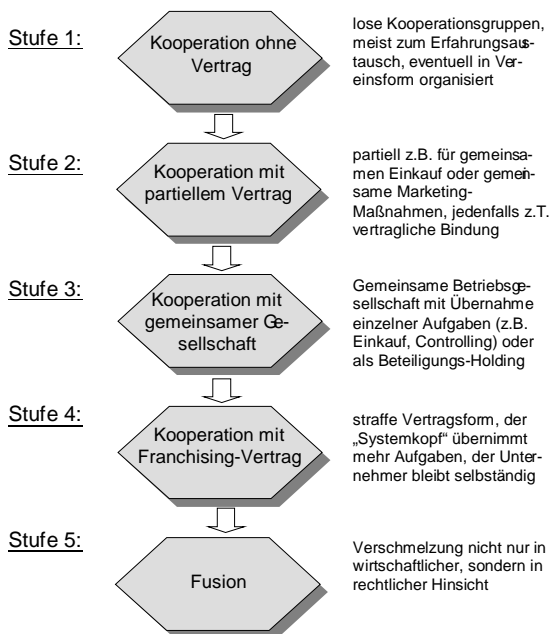 Stufe 1:
Kooperation ohne
Vertrag
lose Kooperationsgruppen,
meist zum Erfahrungsaus-
tausch, eventuell in Ver-
einsform organisiert
Stufe 2:
Kooperation mit
partiellem Vertrag
partiell z.B. für gemeinsa-
men Einkauf oder gemein-
same Marketing-
Maßnahmen, jedenfalls z.T.
vertragliche Bindung
Stufe 3:
Kooperation mit
gemeinsamer Ge-
sellschaft
Gemeinsame Betriebsge-
sellschaft mit Übernahme
einzelner Aufgaben (z.B.
Einkauf, Controlling) oder
als Beteiligungs-Holding
Stufe 4:
Kooperation mit
Franchising-Vertrag
straffe Vertragsform, der
„Systemkopf“ übernimmt
mehr Aufgaben, der Unter-
nehmer bleibt selbständig
Stufe 5:
Fusion
Verschmelzung nicht nur in
wirtschaftlicher, sondern in
rechtlicher Hinsicht